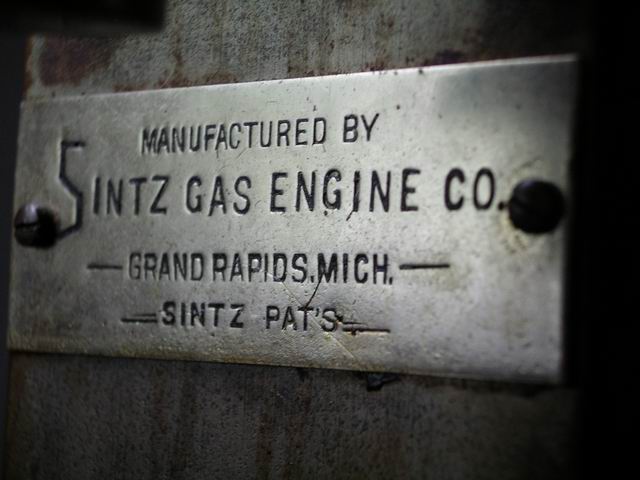 MANUFACTURED BY
SINTZ GAS ENGINE CO.
GRAND RAPIDS, MICH.
SINTZ PAT'S